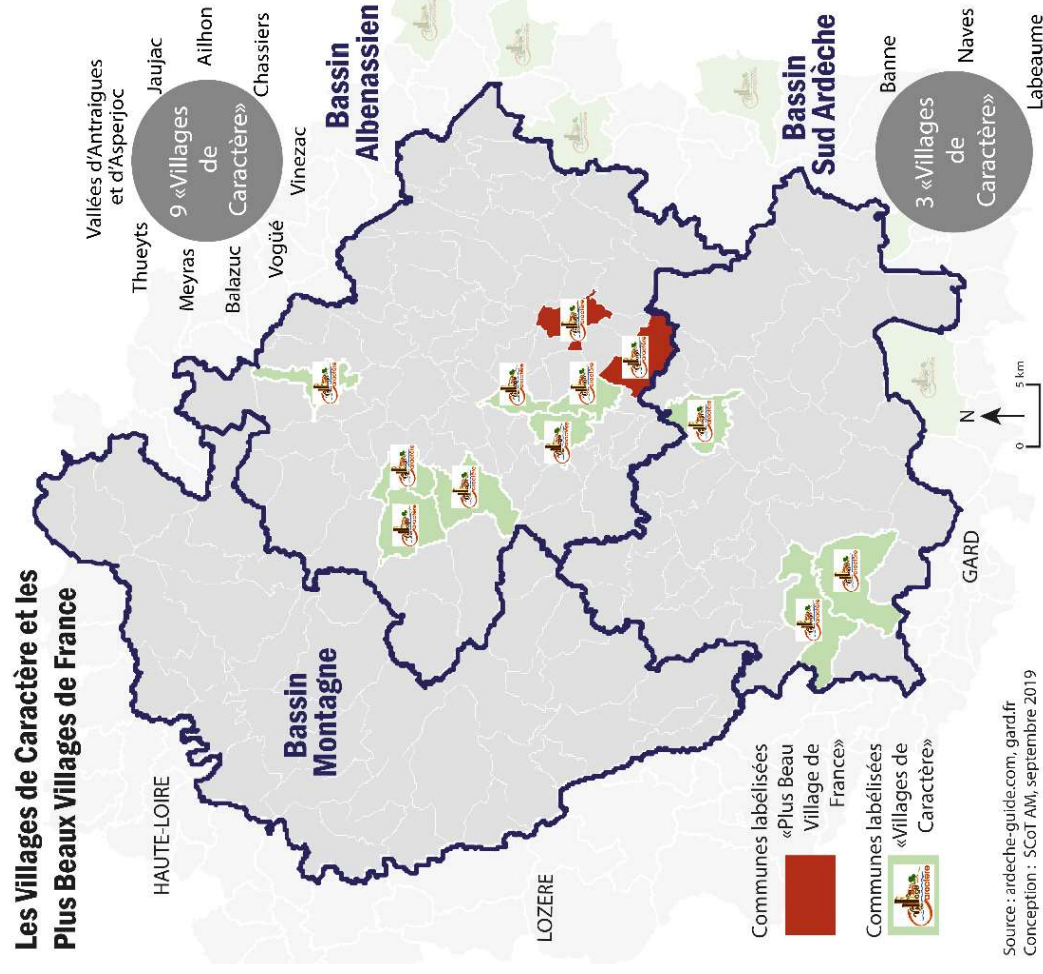 Les Villages de Caractère et les
Plus Beaux Villages de France
HAUTE-LOIRE
LOZERE
GARD
Bassin
Montagne
Bassin
Albenassien
Bassin
Sud Ardèche
Vallées d'Antraigues
et d'Asperjoc
Thueyts
Meyras
Balazuc
Vogüé
Vinezac
Jaujac
Ailhon
Chassiers
9 «Villages
de
Caractère»
Banne
Naves
Labeaume
3 «Villages
de
Caractère»
Communes labélisées
«Plus Beau
Village de
France»
Communes labélisées
«Villages de
Caractère»
N
0
5 km
Source : ardeche-guide.com, gard.fr
Conception : SCoT AM, septembre 2019